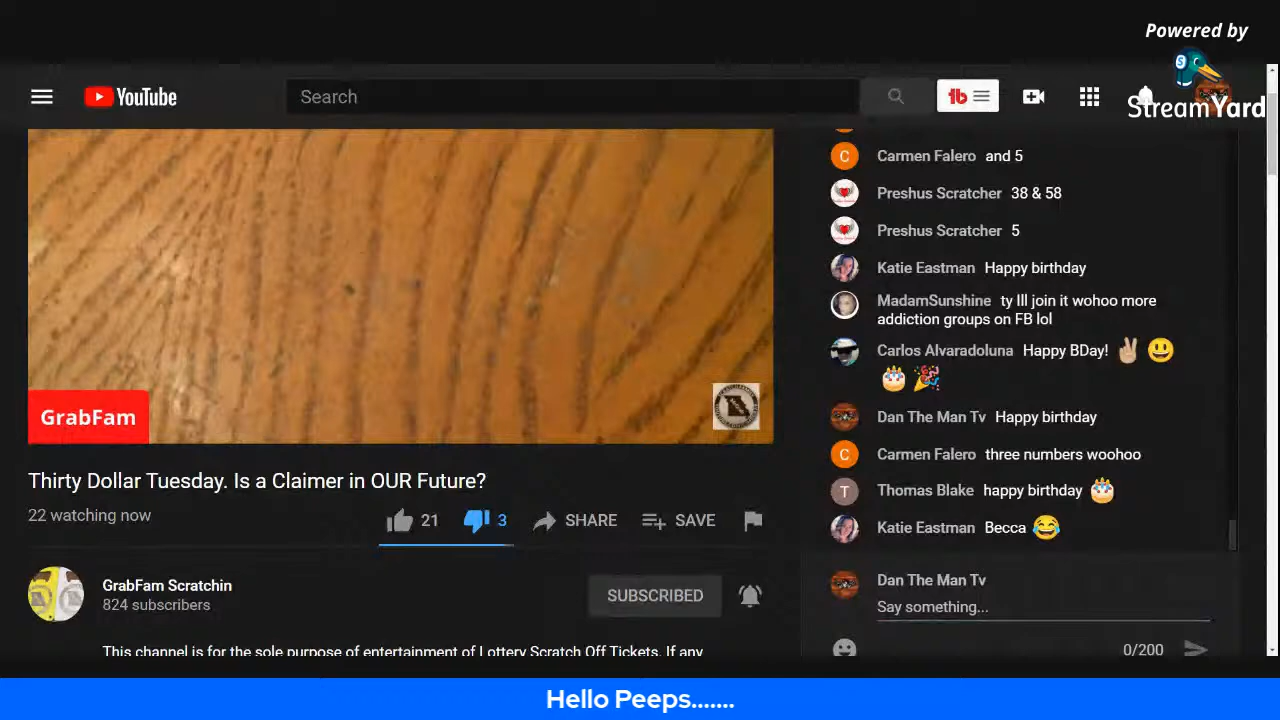 Powered by
StreamYard
YouTube
Search
Carmen Falero and 5
Preshus Scratcher 38 & 58
Preshus Scratcher 5
Katie Eastman Happy birthday
MadamSunshine ty Ill join it wohoo more
addiction groups on FB lol
Carlos Alvaradoluna Happy BDay! ✌🏼 😃
🎂 🎉
Dan The Man Tv Happy birthday
Carmen Falero three numbers woohoo
Thomas Blake happy birthday 🎂
Katie Eastman Becca 😂
Dan The Man Tv
Say something...
0/200
GrabFam
Thirty Dollar Tuesday. Is a Claimer in OUR Future?
22 watching now
21
3
SHARE
SAVE
GrabFam Scratchin
824 subscribers
SUBSCRIBED
This channel is for the sole purpose of entertainment of Lottery Scratch Off Tickets. If any
Hello Peeps.......